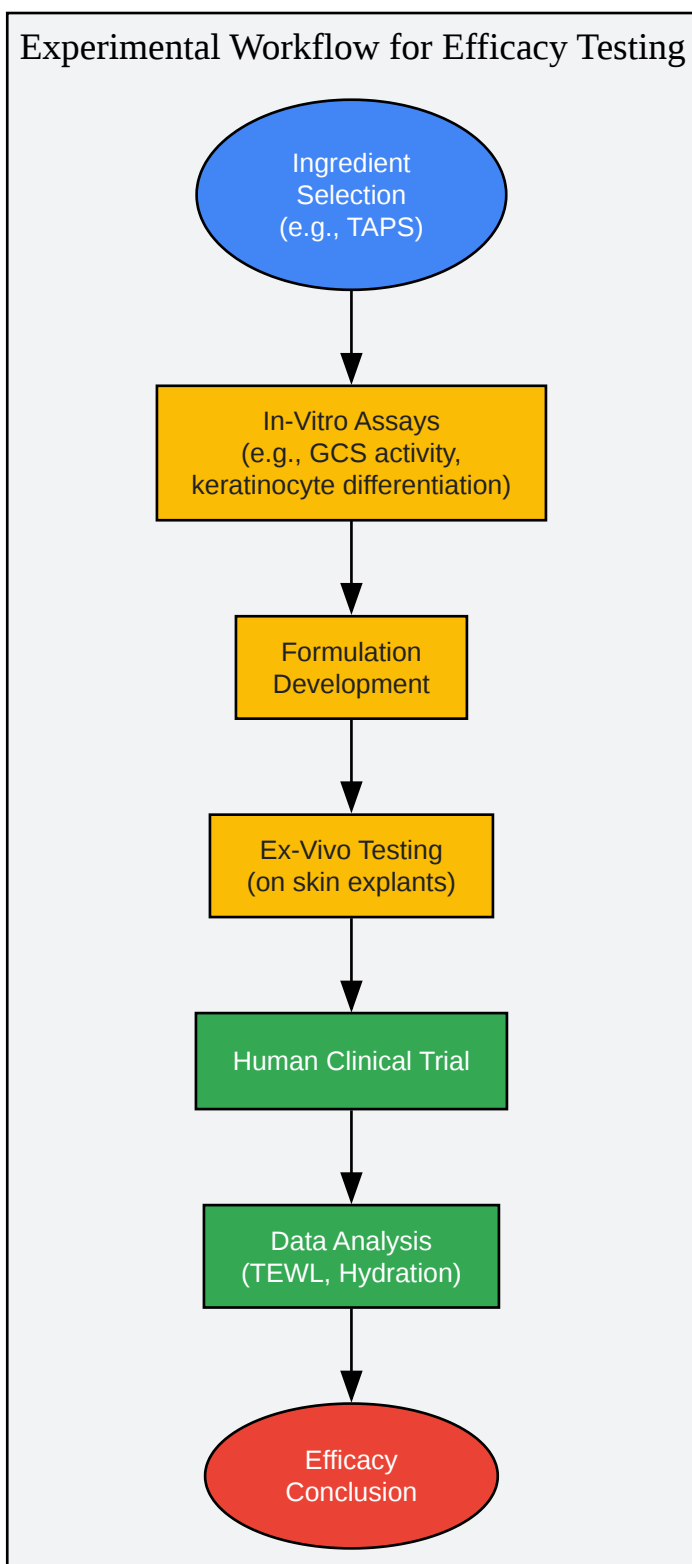 Experimental Workflow for Efficacy Testing
Ingredient
Selection
(e.g., TAPS)
In-Vitro Assays
(e.g., GCS activity,
keratinocyte differentiation)
Formulation
Development
Ex-Vivo Testing
(on skin explants)
Human Clinical Trial
Data Analysis
(TEWL, Hydration)
Efficacy
Conclusion